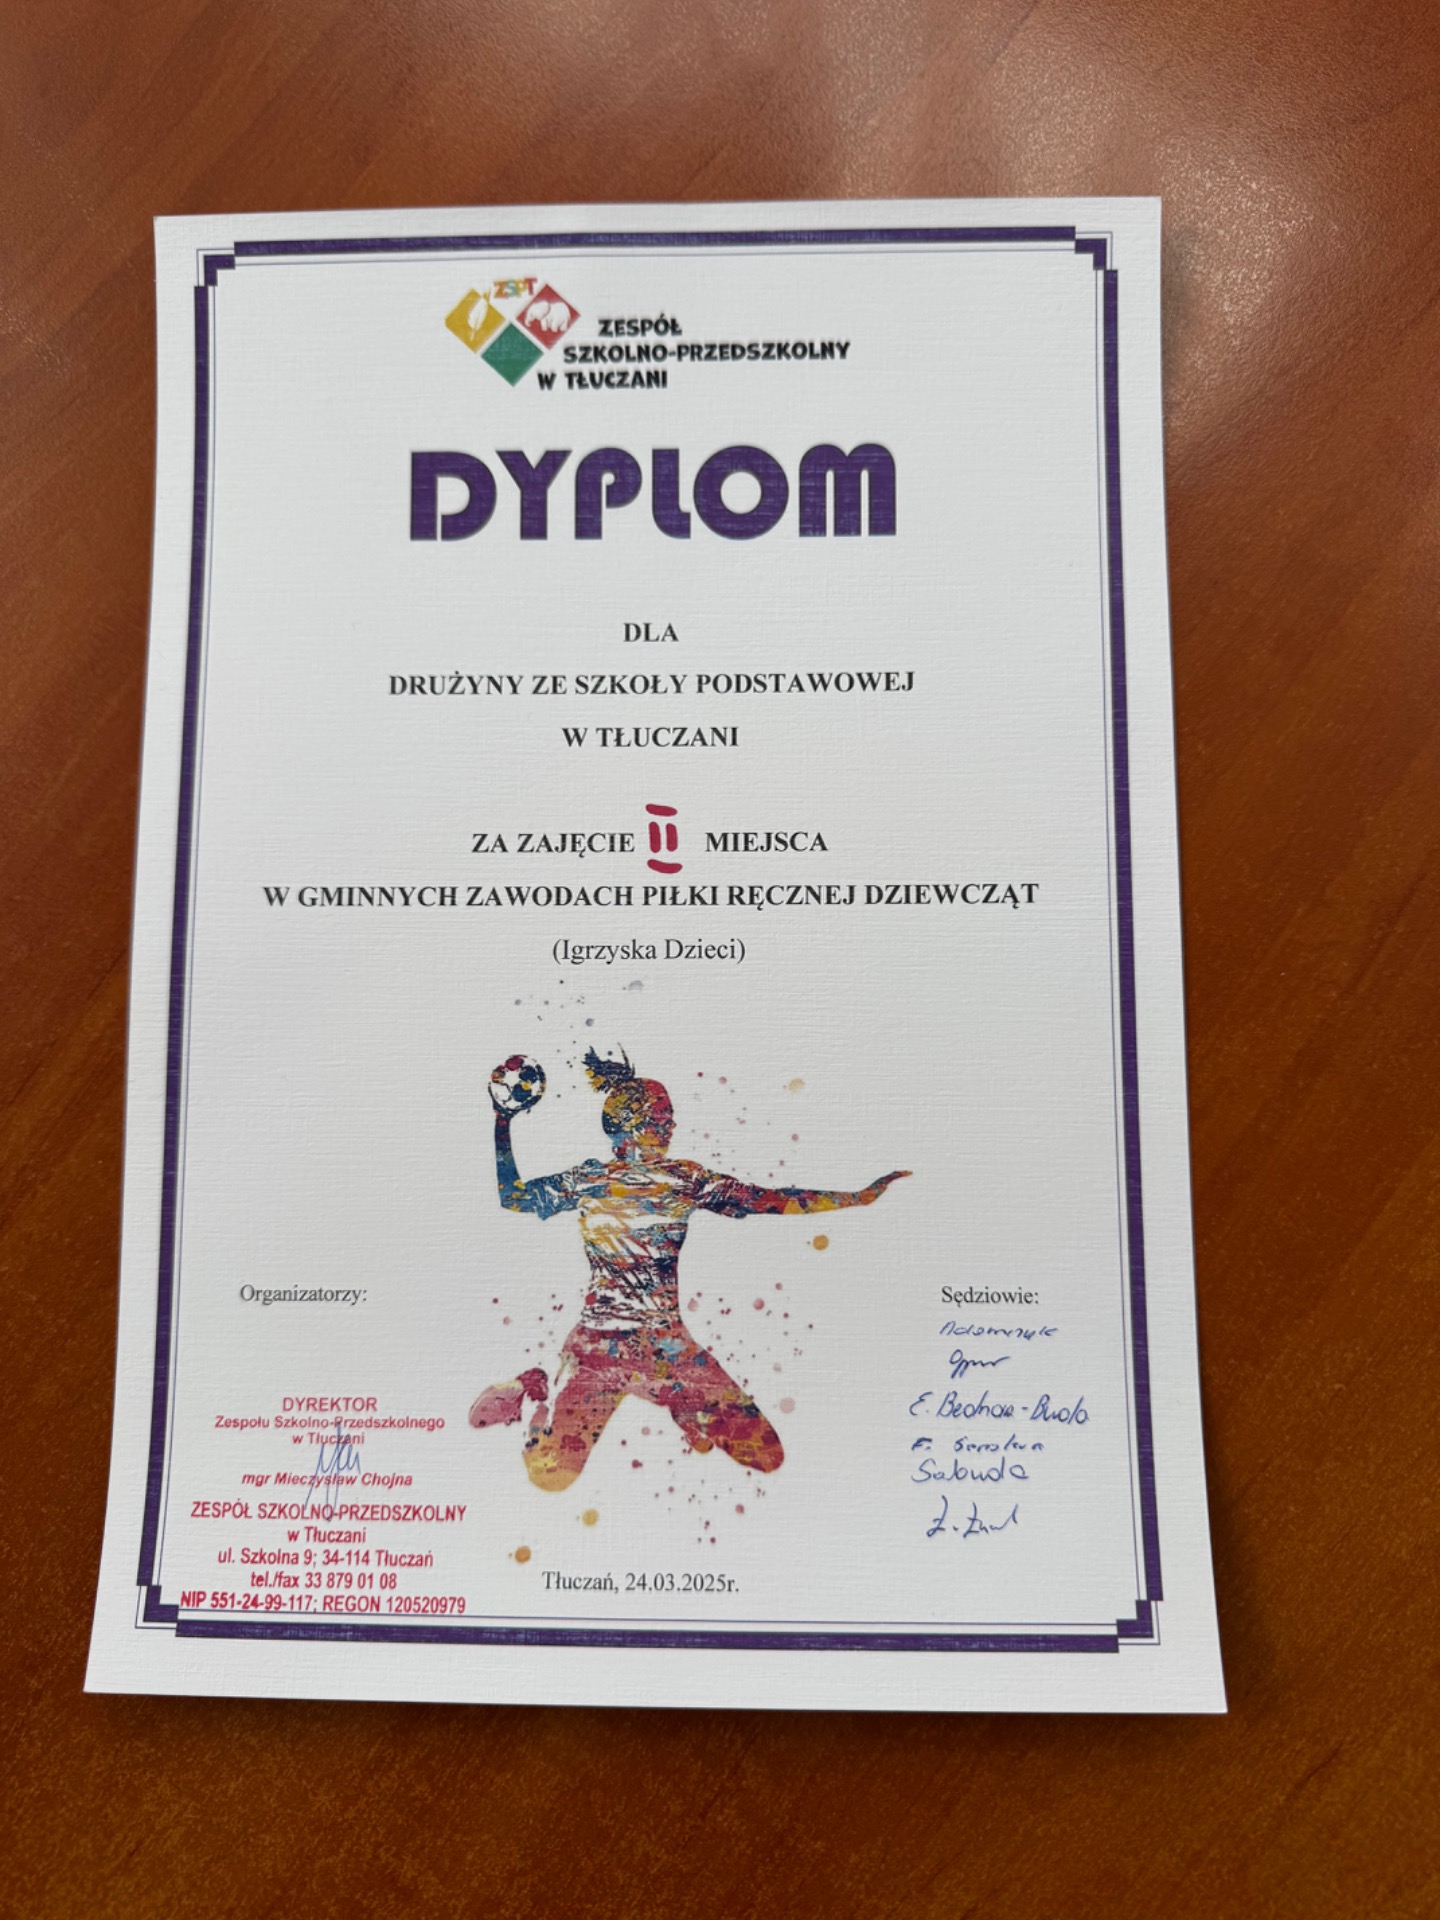 ZSPT
ZESPÓŁ
SZKOLNO-PRZEDSZKOLNY
W TŁUCZANI
DYPLOM
DLA
DRUŻYNY ZE SZKOŁY PODSTAWOWEJ
W TŁUCZANI
ZA ZAJĘCIE II MIEJSCA
W GMINNYCH ZAWODACH PIŁKI RĘCZNEJ DZIEWCZĄT
(Igrzyska Dzieci)
Organizatorzy:
DYREKTOR
Zespołu Szkolno-Przedszkolnego
w Tłuczani
mgr Mieczysław Chojna
ZESPÓŁ SZKOLNO-PRZEDSZKOLNY
w Tłuczani
ul. Szkolna 9; 34-114 Tłuczań
tel./fax 33 879 01 08
NIP 551-24-99-117; REGON 120520979
Sędziowie:
Sabuda
Tłuczań, 24.03.2025r.